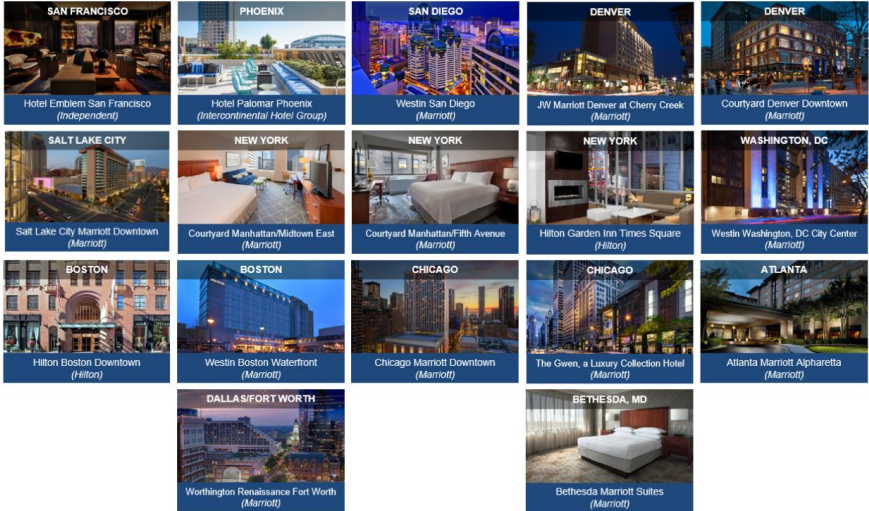 SAN FRANCISCO
Hotel Emblem San Francisco
(Independent)
PHOENIX
Hotel Palomar Phoenix
(Intercontinental Hotel Group)
SAN DIEGO
Westin San Diego
(Marriott)
DENVER
JW Marriott Denver at Cherry Creek
(Marriott)
DENVER
Courtyard Denver Downtown
(Marriott)
SALT LAKE CITY
Salt Lake City Marriott Downtown
(Marriott)
NEW YORK
Courtyard Manhattan/Midtown East
(Marriott)
NEW YORK
Courtyard Manhattan/Fifth Avenue
(Marriott)
NEW YORK
Hilton Garden Inn Times Square
(Hilton)
WASHINGTON, DC
Westin Washington, DC City Center
(Marriott)
BOSTON
Hilton Boston Downtown
(Hilton)
BOSTON
Westin Boston Waterfront
(Marriott)
CHICAGO
Chicago Marriott Downtown
(Marriott)
CHICAGO
The Gwen, a Luxury Collection Hotel
(Marriott)
ATLANTA
Atlanta Marriott Alpharetta
(Marriott)
DALLAS/FORT WORTH
Worthington Renaissance Fort Worth
(Marriott)
BETHESDA, MD
Bethesda Marriott Suites
(Marriott)